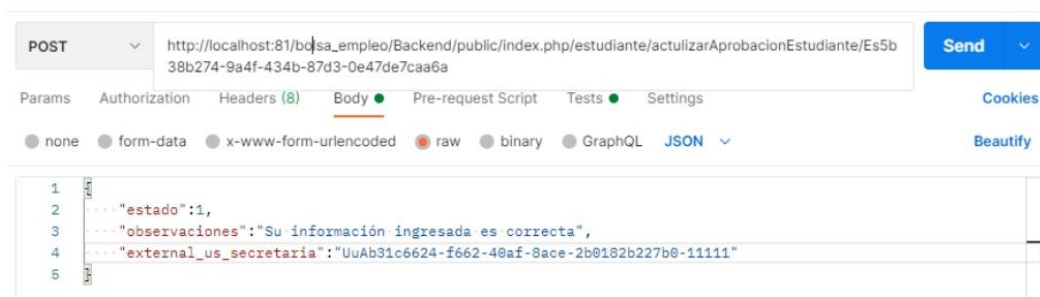 POST
http://localhost:81/bolsa_empleo/Backend/public/index.php/estudiante/actulizarAprobacionEstudiante/Es5b
38b274-9a4f-434b-87d3-0e47de7caa6a
Send
Params Authorization Headers (8) Body Pre-request Script Tests Settings Cookies
none form-data x-www-form-urlencoded raw binary GraphQL JSON Beautify
1 {
2 "estado":1,
3 "observaciones":"Su información ingresada es correcta",
4 "external_us_secretaria":"UuAb31c6624-f662-40af-8ace-2b0182b227b0-11111"
5 }